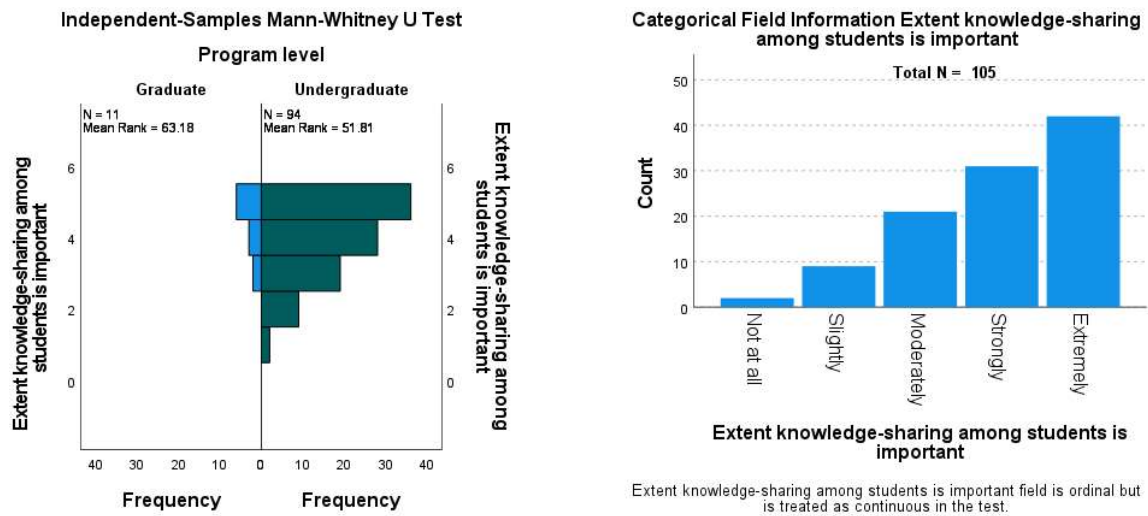 Independent-Samples Mann-Whitney U Test
Program level
Graduate
Undergraduate
N = 11
Mean Rank = 63.18
N = 94
Mean Rank = 51.81
Extent knowledge-sharing among
students is important
6
4
2
0
6
4
2
0
Extent knowledge-sharing among
students is important
40 30 20 10 0 10 20 30 40
Frequency
Frequency
Categorical Field Information Extent knowledge-sharing
among students is important
Total N = 105
Count
50
40
30
20
10
0
Not at all
Slightly
Moderately
Strongly
Extremely
Extent knowledge-sharing among students is
important
Extent knowledge-sharing among students is important field is ordinal but
is treated as continuous in the test.